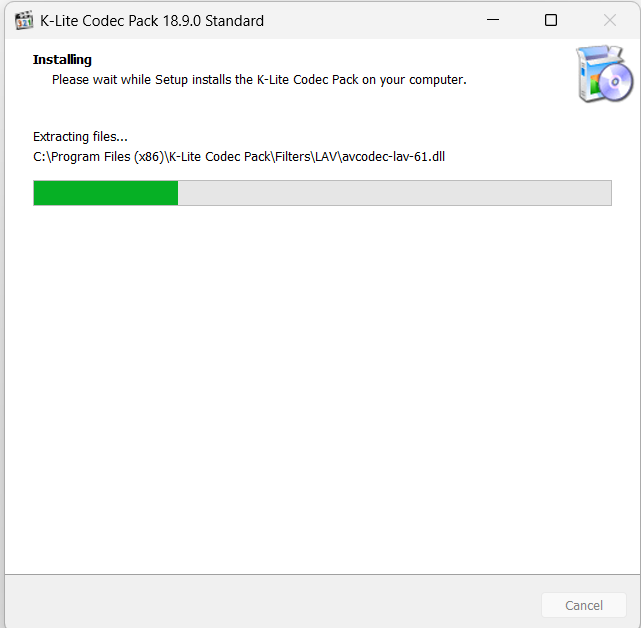 K-Lite Codec Pack 18.9.0 Standard
Installing
Please wait while Setup installs the K-Lite Codec Pack on your computer.
Extracting files...
C:\Program Files (x86)\K-Lite Codec Pack\Filters\LAV\avcodec-lav-61.dll
Cancel